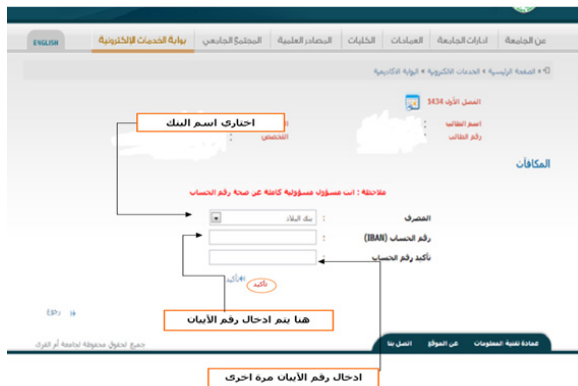 عن الجامعة
ادارات الجامعة
العمادات
الكليات
المصادر العلمية
المجتمع الجامعي
بوابة الخدمات الإلكترونية
ENGLISH
الصفحة الرئيسية » الخدمات الالكترونية » البوابة الاكاديمية
الفصل الأول 1434
اختاري اسم البنك
اسم الطالب :
رقم الطالب :
التخصص :
المكافآت
ملاحظة : انت مسؤول مسؤولية كاملة عن صحة رقم الحساب
المصرف : بنك البلاد
رقم الحساب (IBAN) :
تأكيد رقم الحساب :
تأكيد
هنا يتم ادخال رقم الأيبان
رجوع
عمادة تقنية المعلومات
عن الموقع
اتصل بنا
جميع الحقوق محفوظة لجامعة أم القرى
ادخال رقم الأيبان مرة اخرى